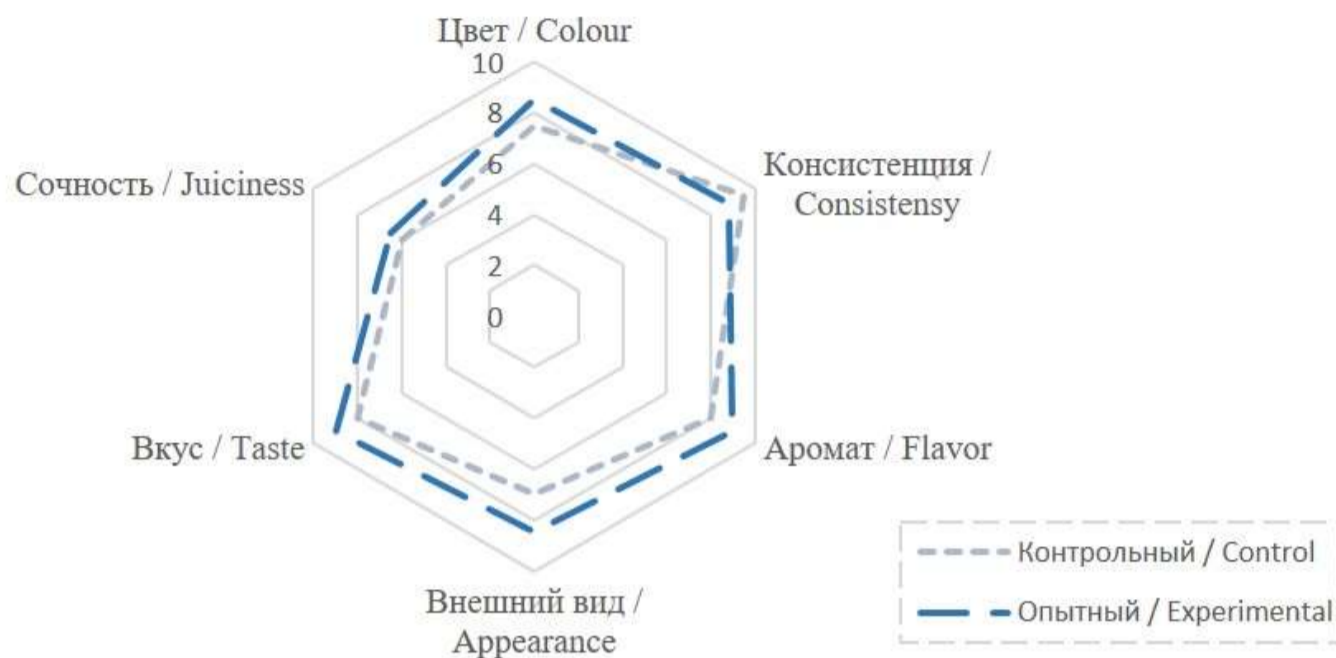 Цвет / Colour
10
8
6
4
2
0
Сочность / Juiciness
Консистенция /
Consistensy
Вкус / Taste
Аромат / Flavor
Внешний вид /
Appearance
Контрольный / Control
Опытный / Experimental